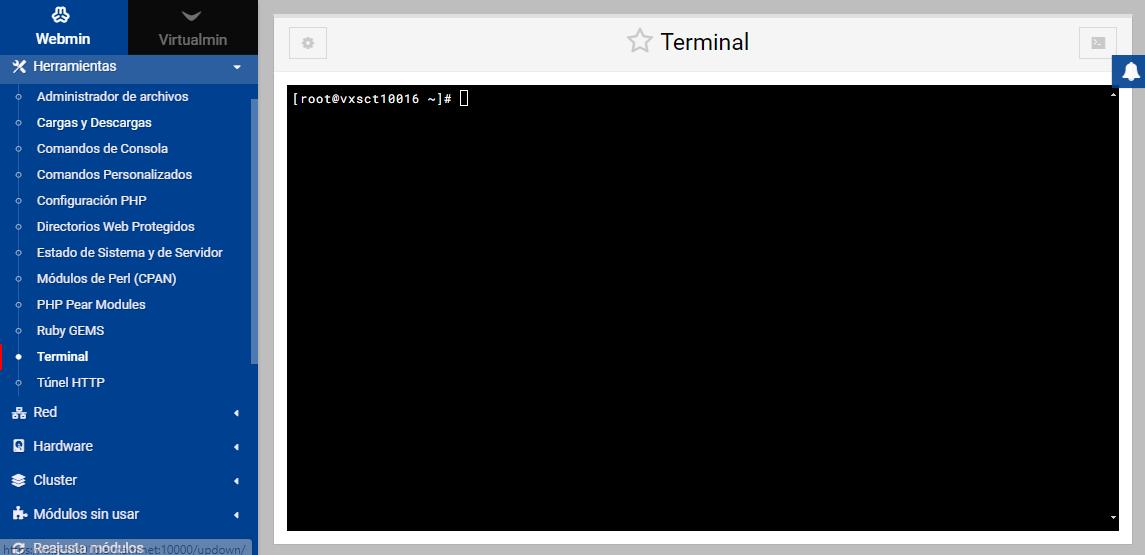 Webmin
Virtualmin
Herramientas
Administrador de archivos
Cargas y Descargas
Comandos de Consola
Comandos Personalizados
Configuración PHP
Directorios Web Protegidos
Estado de Sistema y de Servidor
Módulos de Perl (CPAN)
PHP Pear Modules
Ruby GEMS
Terminal
Túnel HTTP
Red
Hardware
Cluster
Módulos sin usar
Reajusta módulos
net:10000/updown/
Terminal
[root@vxsct10016 ~]#